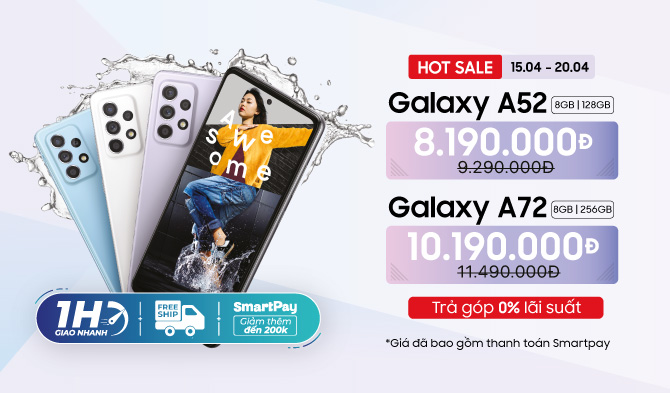 HOT SALE 15.04 - 20.04
Galaxy A52 8GB | 128GB
8.190.000Đ
9.290.000Đ
Galaxy A72 8GB | 256GB
10.190.000Đ
11.490.000Đ
Trả góp 0% lãi suất
*Giá đã bao gồm thanh toán Smartpay
Awe
some
1H
GIAO NHANH
FREE
SHIP
SmartPay
Giảm thêm
đến 200k